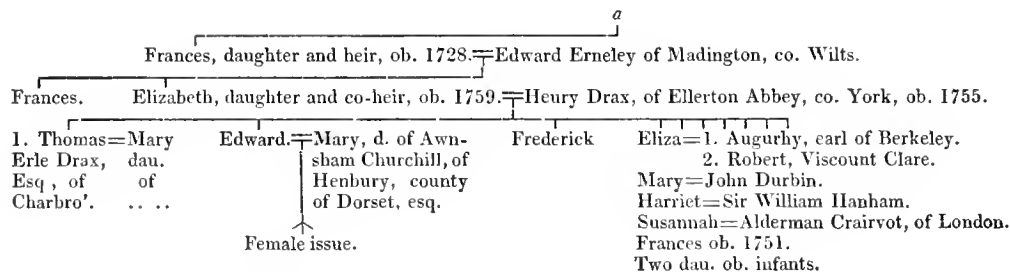 a
Frances, daughter and heir, ob. 1728.=Edward Erneley of Madington, co. Wilts.
Frances. Elizabeth, daughter and co-heir, ob. 1759.=Heury Drax, of Ellerton Abbey, co. York, ob. 1755.
1. Thomas=Mary
Erle Drax, dau.
Esq, of of
Charbro'. .. ..
Edward.=Mary, d. of Awn-
sham Churchill, of
Henbury, county
of Dorset, esq.
Female issue.
Frederick
Eliza=1. Augurhy, earl of Berkeley.
2. Robert, Viscount Clare.
Mary=John Durbin.
Harriet=Sir William Hanham.
Susannah=Alderman Crairvot, of London.
Frances ob. 1751.
Two dau. ob. infants.